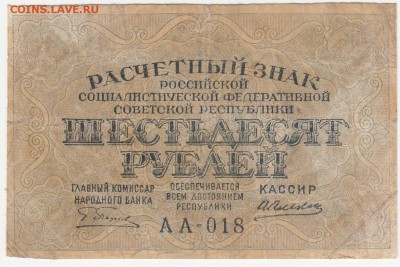 COINS.LAVE.RU
РАСЧЕТНЫЙ ЗНАК
РОССИЙСКОЙ
СОЦИАЛИСТИЧЕСКОЙ ФЕДЕРАТИВНОЙ
СОВЕТСКОЙ РЕСПУБЛИКИ
ШЕСТЬДЕСЯТ
РУБЛЕЙ
ГЛАВНЫЙ КОМИССАР
НАРОДНОГО БАНКА
ОБЕСПЕЧИВАЕТСЯ
ВСЕМ ДОСТОЯНИЕМ
РЕСПУБЛИКИ
КАССИР
АА-018